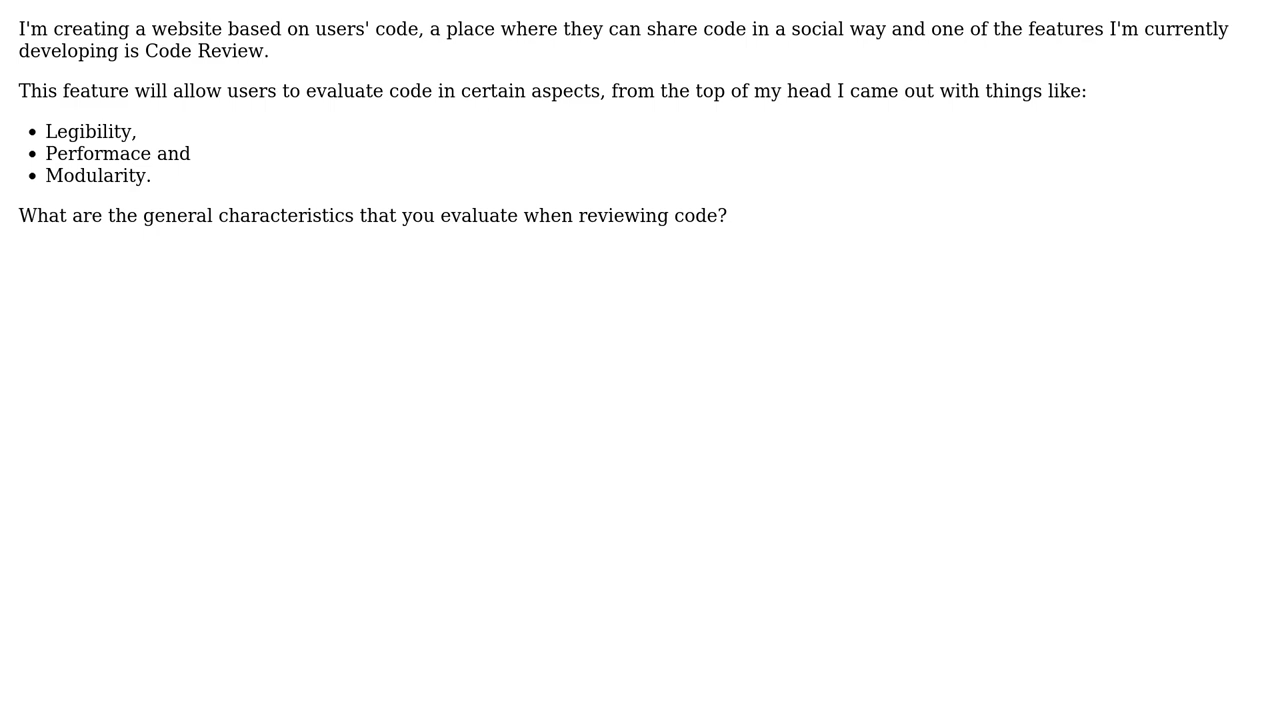 I'm creating a website based on users' code, a place where they can share code in a social way and one of the features I'm currently
developing is Code Review.
This feature will allow users to evaluate code in certain aspects, from the top of my head I came out with things like:
• Legibility,
• Performace and
• Modularity.
What are the general characteristics that you evaluate when reviewing code?